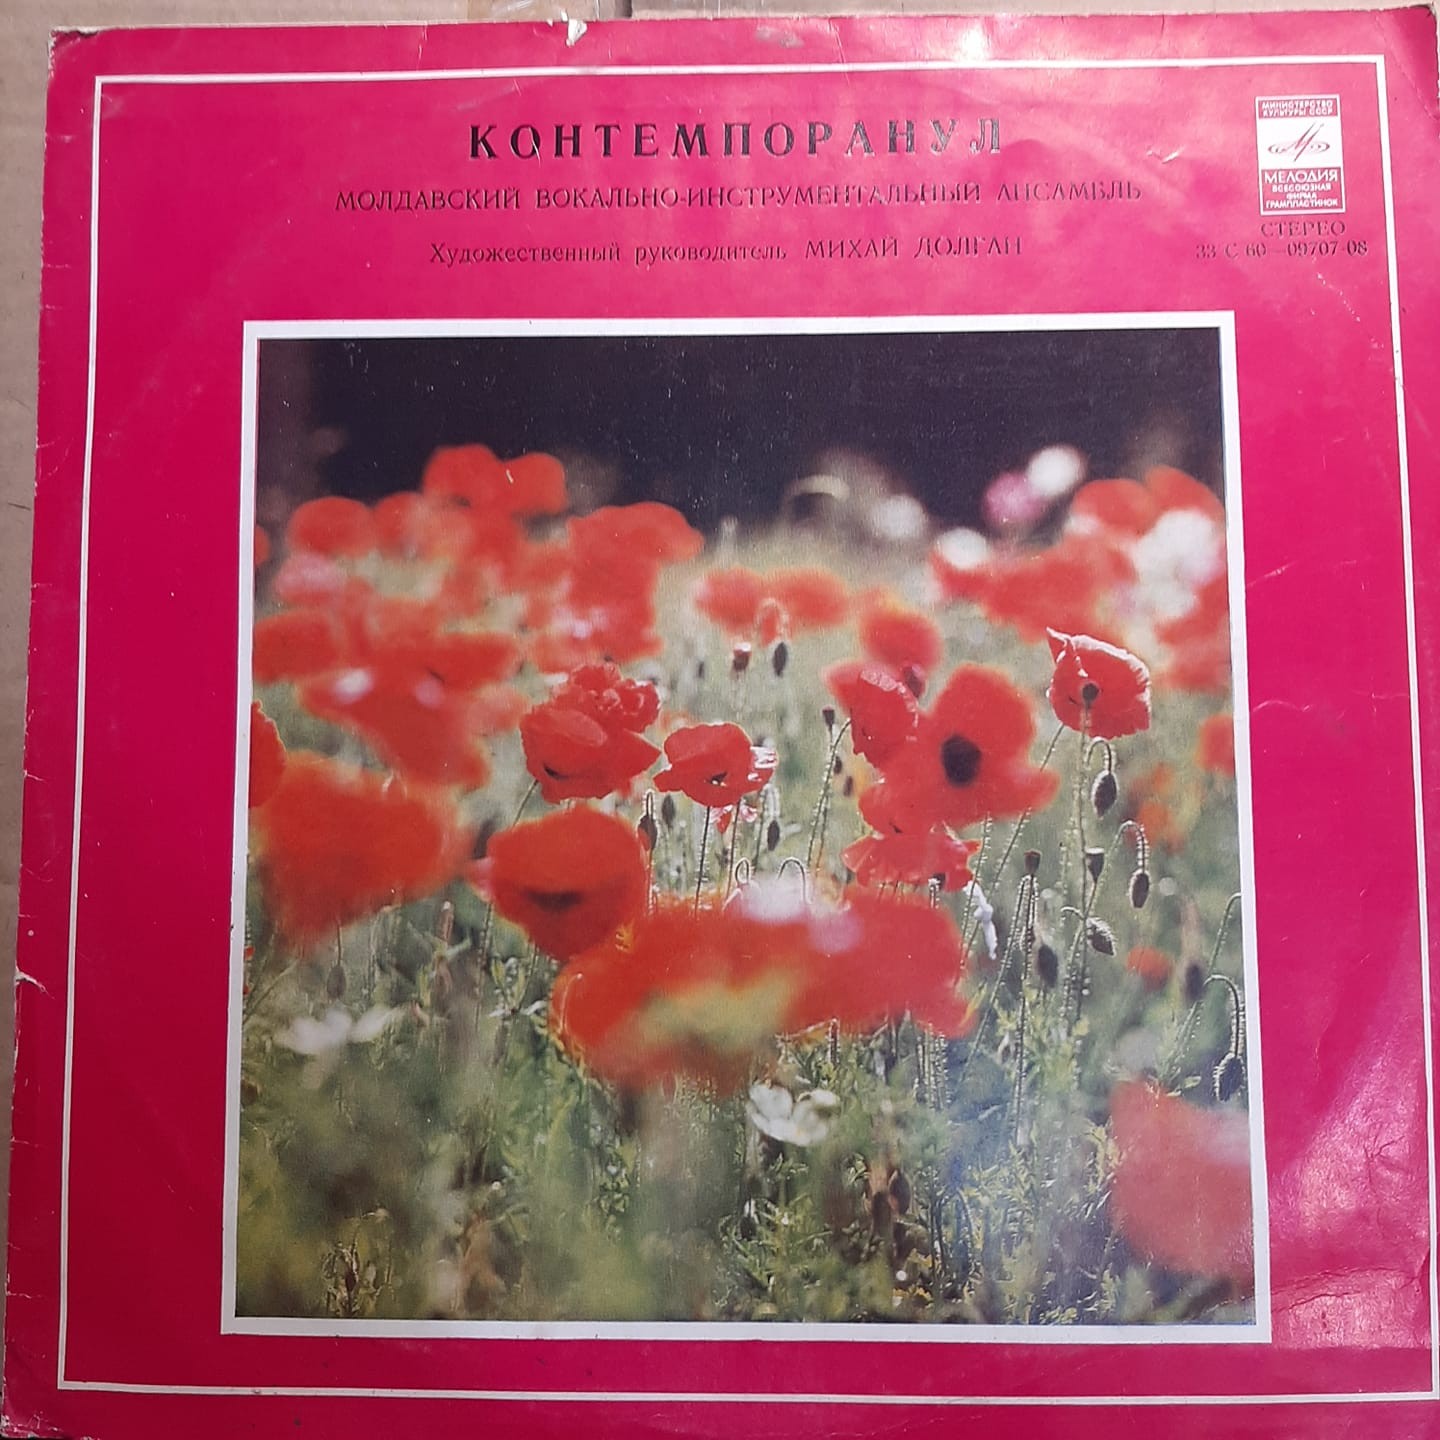 КОНТЕМПОРАНУЛ
МОЛДАВСКИЙ ВОКАЛЬНО-ИНСТРУМЕНТАЛЬНЫЙ АНСАМБЛЬ
Художественный руководитель МИХАЙ ДОЛГАН
МИНИСТЕРСТВО
КУЛЬТУРЫ СССР
МЕЛОДИЯ
ВСЕСОЮЗНАЯ
ФИРМА
ГРАМПЛАСТИНОК
СТЕРЕО
33 С 60—09707-08